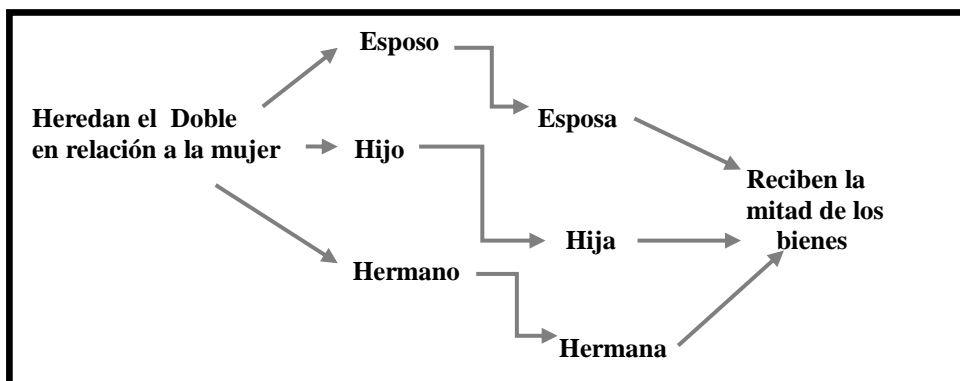 Esposo
Heredan el Doble
en relación a la mujer
Esposa
Hijo
Reciben la
mitad de los
bienes
Hija
Hermano
Hermana